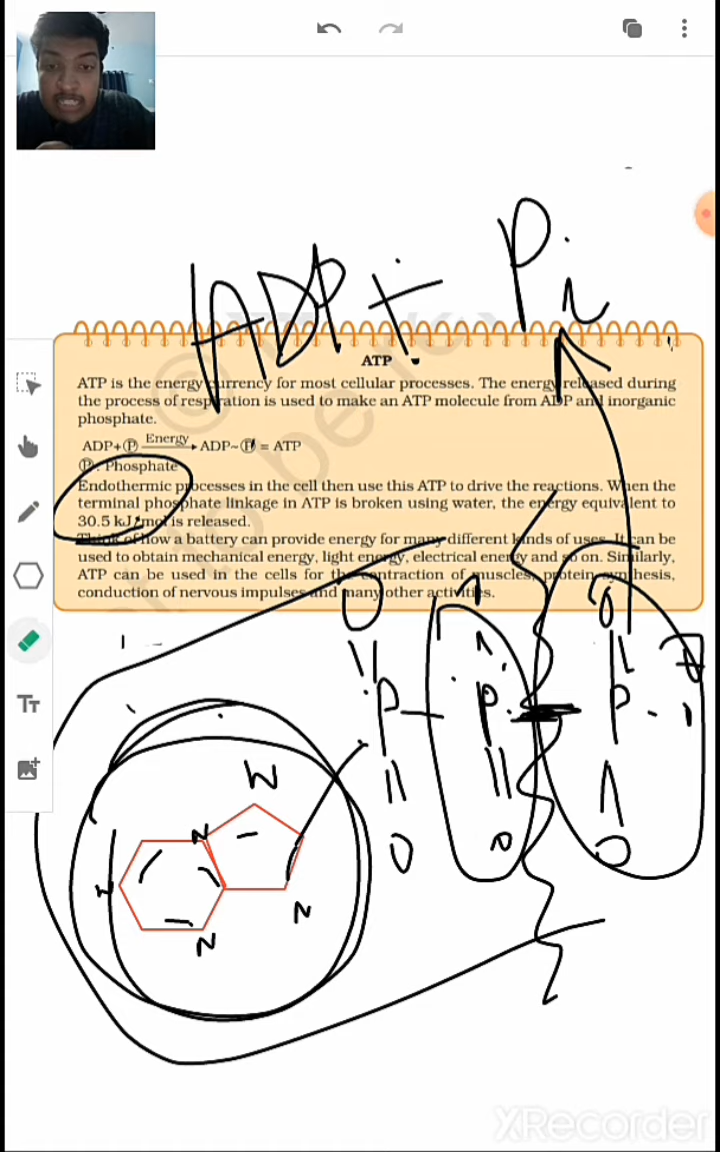 ADP + Pi
ATP
ATP is the energy currency for most cellular processes. The energy released during
the process of respiration is used to make an ATP molecule from ADP and inorganic
phosphate.
ADP+Ⓟ Energy ADP~Ⓟ = ATP
Ⓟ: Phosphate
Endothermic processes in the cell then use this ATP to drive the reactions. When the
terminal phosphate linkage in ATP is broken using water, the energy equivalent to
30.5 kJ/mol is released.
Think of how a battery can provide energy for many different kinds of uses. It can be
used to obtain mechanical energy, light energy, electrical energy and so on. Similarly,
ATP can be used in the cells for the contraction of muscles, protein synthesis,
conduction of nervous impulses and many other activities.
O O
P P P
O O O
N
N
N
N
Tт
XRecorder